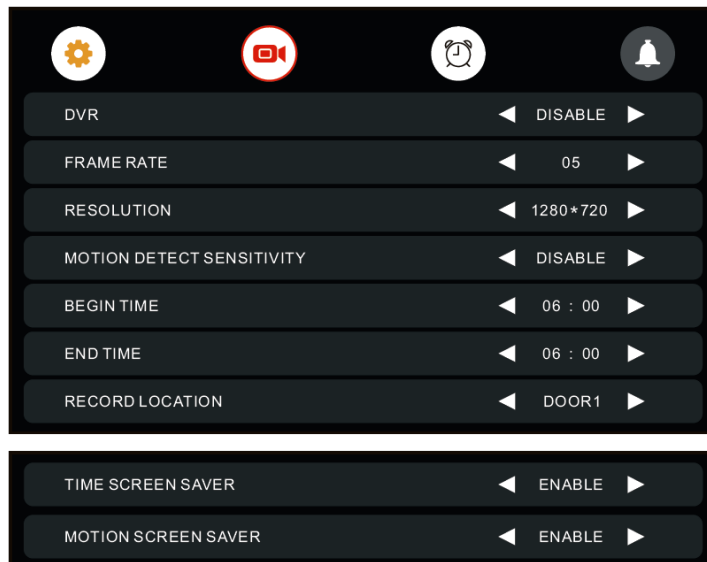 DVR DISABLE
FRAME RATE 05
RESOLUTION 1280*720
MOTION DETECT SENSITIVITY DISABLE
BEGIN TIME 06 : 00
END TIME 06 : 00
RECORD LOCATION DOOR1
TIME SCREEN SAVER ENABLE
MOTION SCREEN SAVER ENABLE